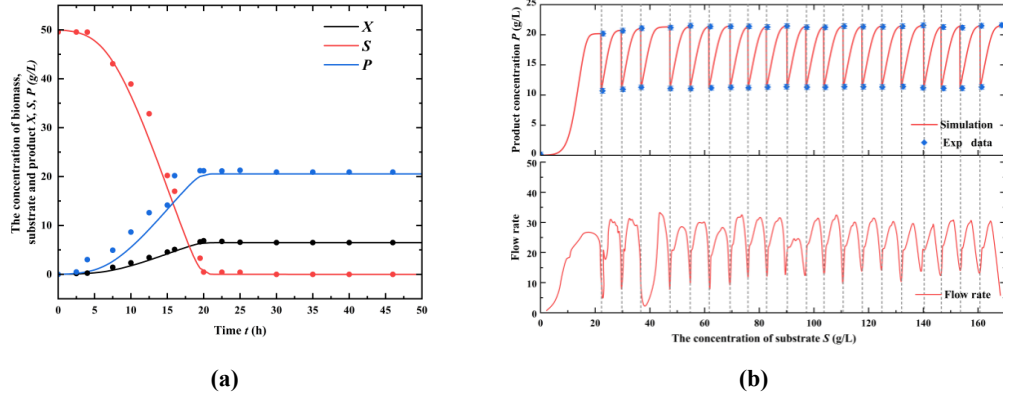 The concentration of biomass,
substrate and product X, S, P (g/L)
50
40
30
20
10
0
X
S
P
0 5 10 15 20 25 30 35 40 45 50
Time t (h)
(a)
Product concentration P (g/L)
25
20
15
10
5
0
Simulation
Exp data
Flow rate
50
40
30
20
10
0
Flow rate
0 20 40 60 80 100 120 140 160
The concentration of substrate S (g/L)
(b)